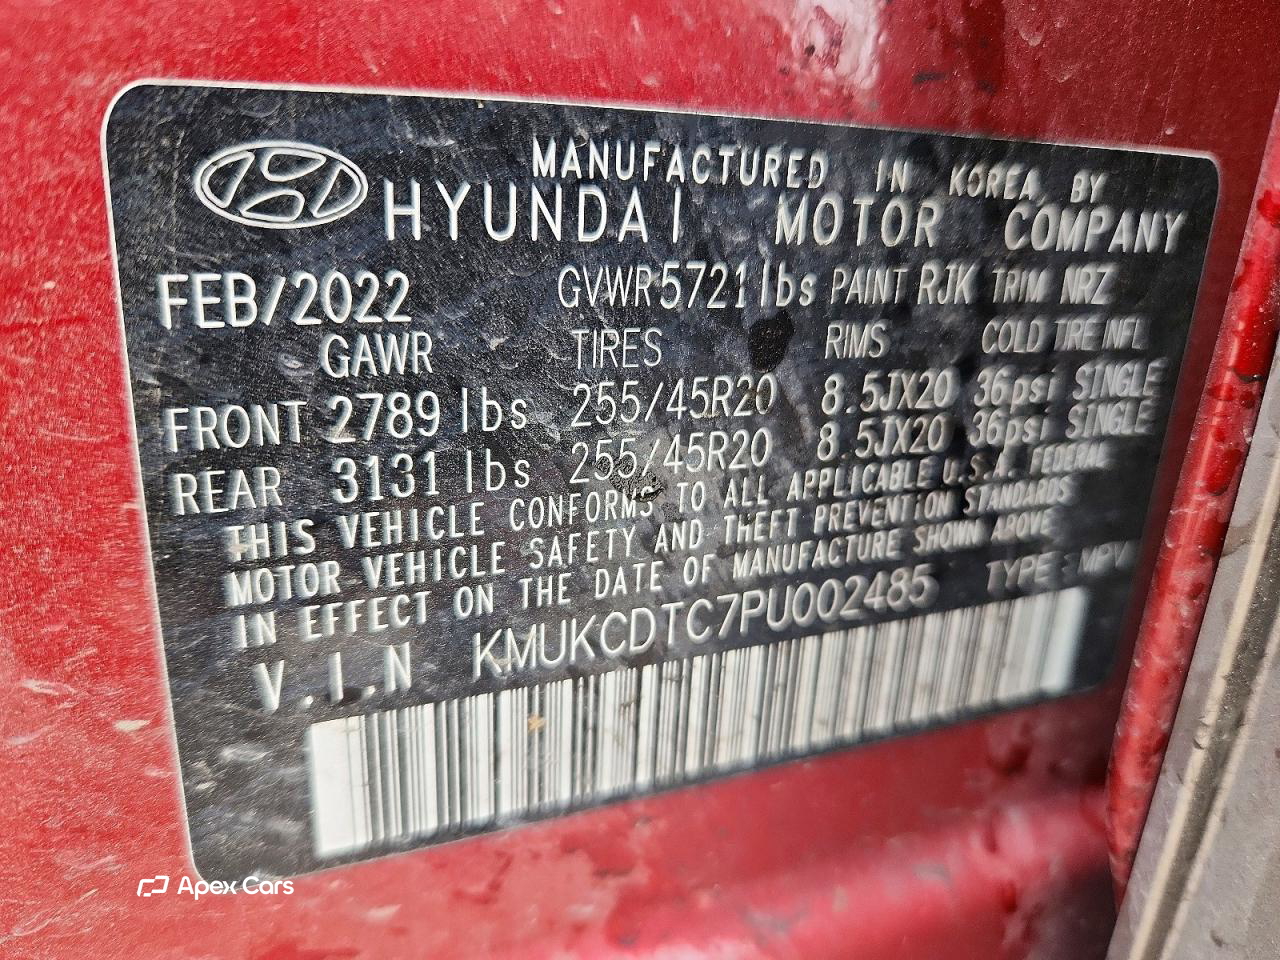 MANUFACTURED IN KOREA, BY
HYUNDAI MOTOR COMPANY
FEB/2022 GVWR 5721 lbs PAINT RJK TRIM NRZ
GAWR TIRES RIMS COLD TIRE INFL
FRONT 2789 lbs 255/45R20 8.5JX20 36psi SINGLE
REAR 3131 lbs 255/45R20 8.5JX20 36psi SINGLE
THIS VEHICLE CONFORMS TO ALL APPLICABLE U.S.A. FEDERAL
MOTOR VEHICLE SAFETY AND THEFT PREVENTION STANDARDS
IN EFFECT ON THE DATE OF MANUFACTURE SHOWN ABOVE
V.I.N KMUKCDTC7PU002485 TYPE : MPV
Apex Cars